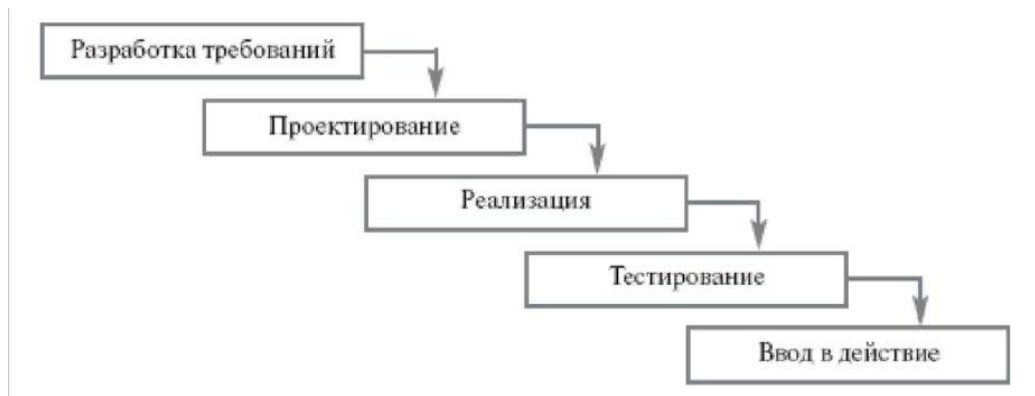 Разработка требований
Проектирование
Реализация
Тестирование
Ввод в действие